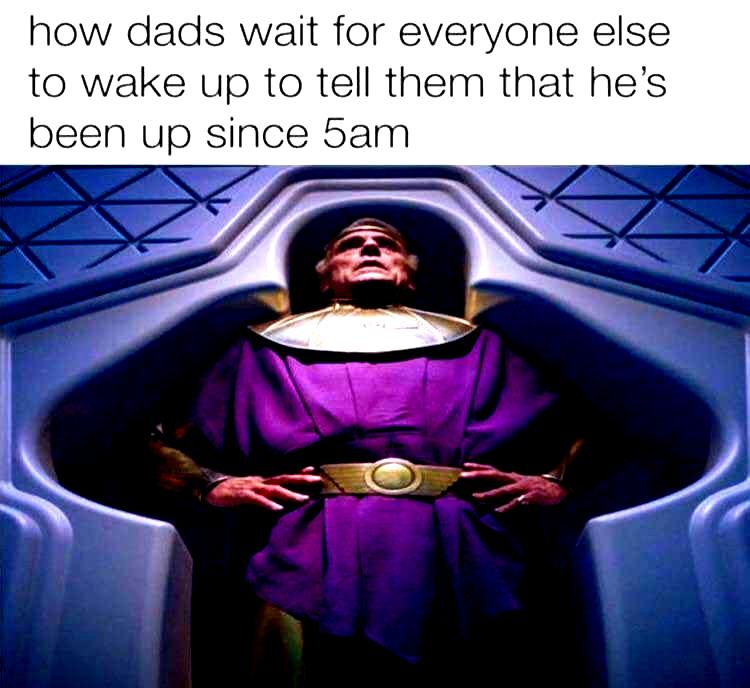 how dads wait for everyone else
to wake up to tell them that he's
been up since 5am